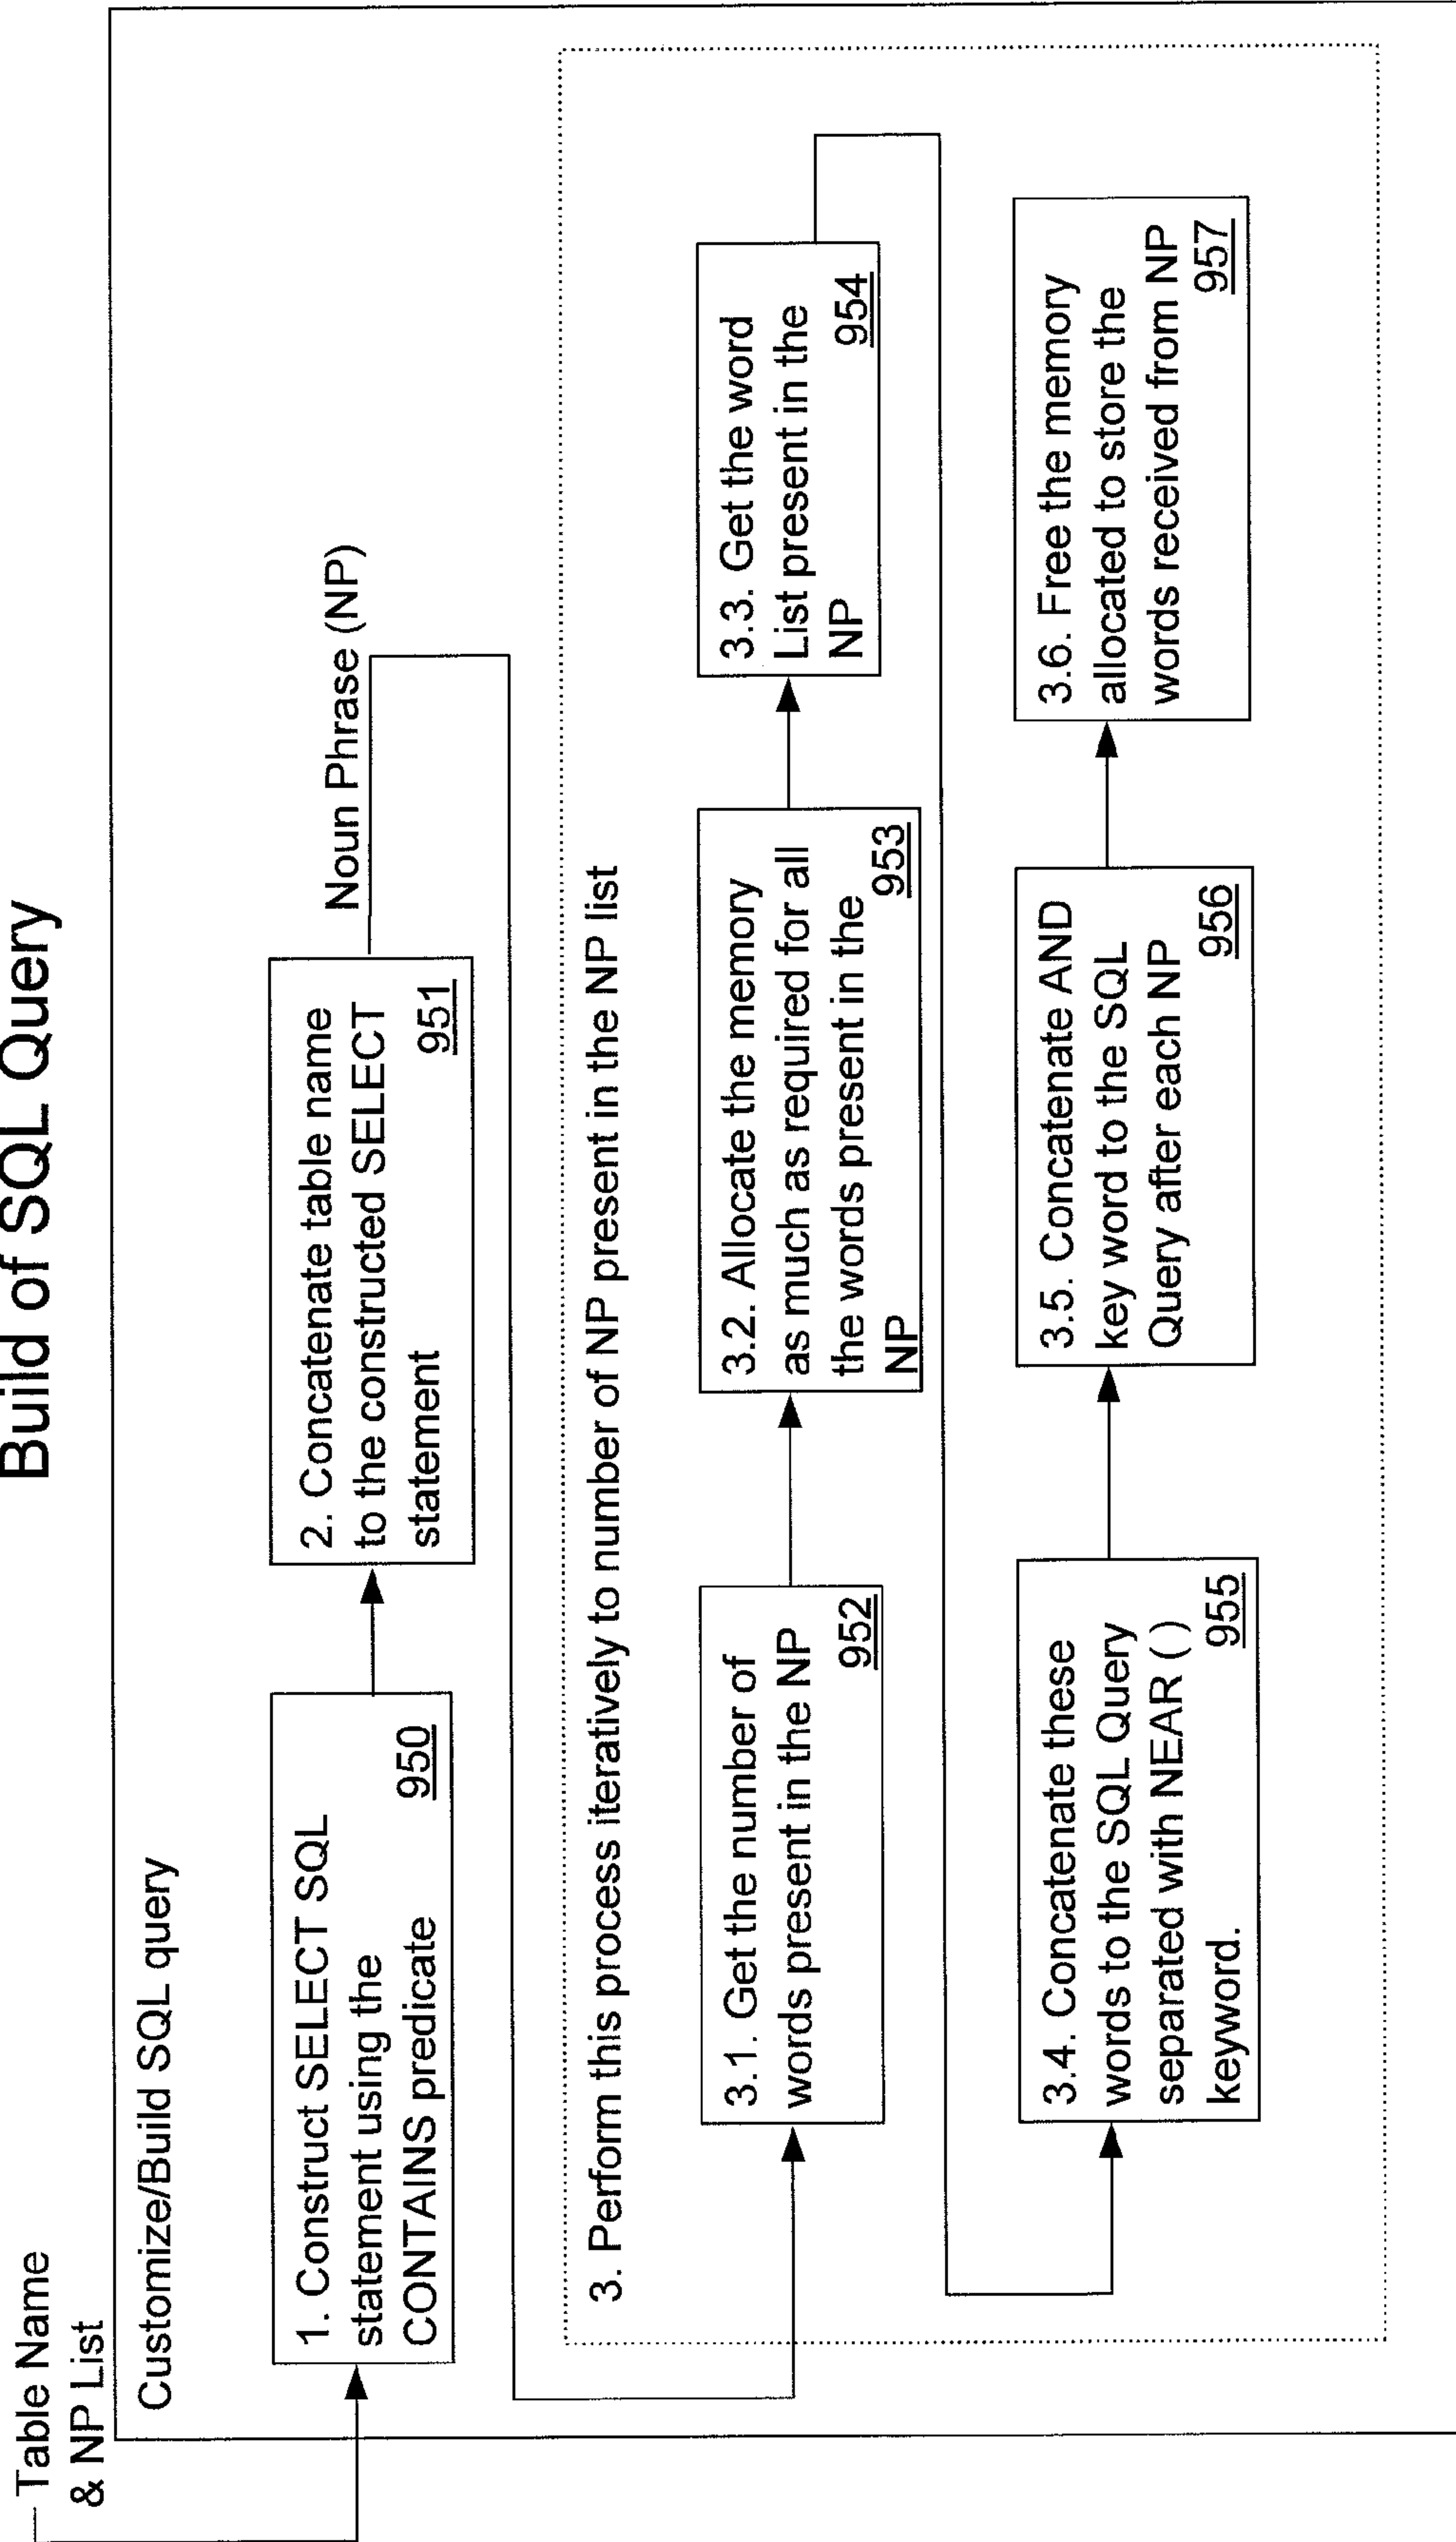 Build of SQL Query
Table Name
& NP List
Customize/Build SQL query
1. Construct SELECT SQL
statement using the
CONTAINS predicate
950
2. Concatenate table name
to the constructed SELECT
statement
951
Noun Phrase (NP)
3. Perform this process iteratively to number of NP present in the NP list
3.1. Get the number of
words present in the NP
952
3.2. Allocate the memory
as much as required for all
the words present in the
NP
953
3.3. Get the word
List present in the
NP
954
3.4. Concatenate these
words to the SQL Query
separated with NEAR ( )
keyword.
955
3.5. Concatenate AND
key word to the SQL
Query after each NP
956
3.6. Free the memory
allocated to store the
words received from NP
957